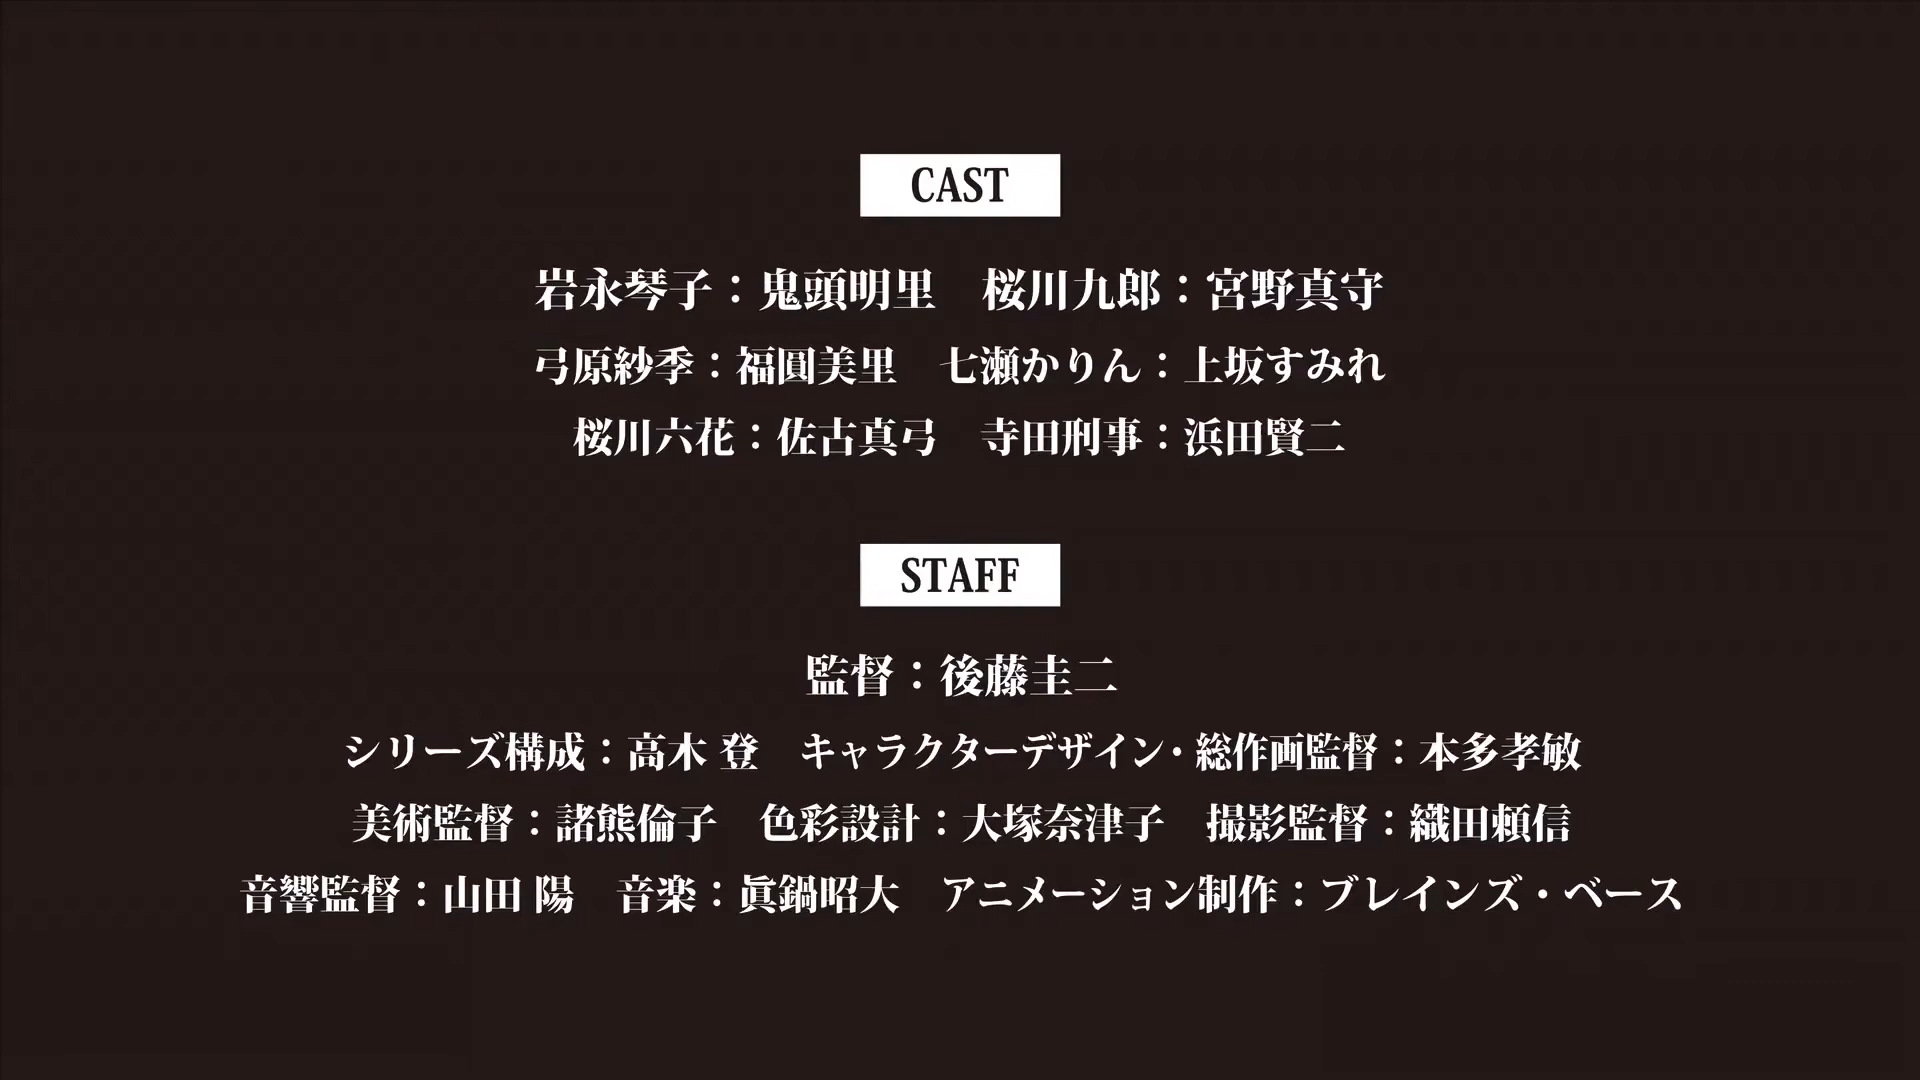 CAST
岩永琴子：鬼頭明里　桜川九郎：宮野真守
弓原紗季：福圓美里　七瀬かりん：上坂すみれ
桜川六花：佐古真弓　寺田刑事：浜田賢二
STAFF
監督：後藤圭二
シリーズ構成：高木 登　キャラクターデザイン・総作画監督：本多孝敏
美術監督：諸熊倫子　色彩設計：大塚奈津子　撮影監督：織田頼信
音響監督：山田 陽　音楽：眞鍋昭大　アニメーション制作：ブレインズ・ベース